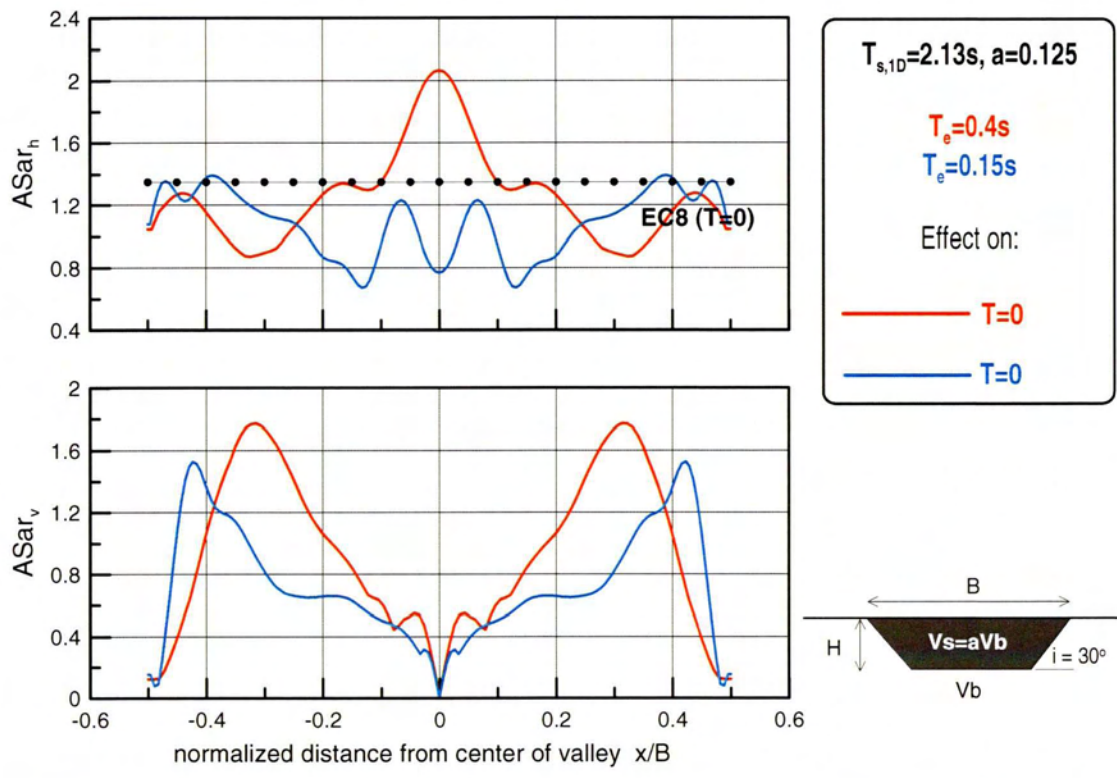 2.4
2
1.6
1.2
0.8
0.4
ASar_h
EC8 (T=0)
2
1.6
1.2
0.8
0.4
0
ASar_v
-0.6 -0.4 -0.2 0 0.2 0.4 0.6
normalized distance from center of valley x/B
T_s,1D=2.13s, a=0.125
T_e=0.4s
T_e=0.15s
Effect on:
T=0
T=0
B
H
Vs=aVb
i = 30º
Vb